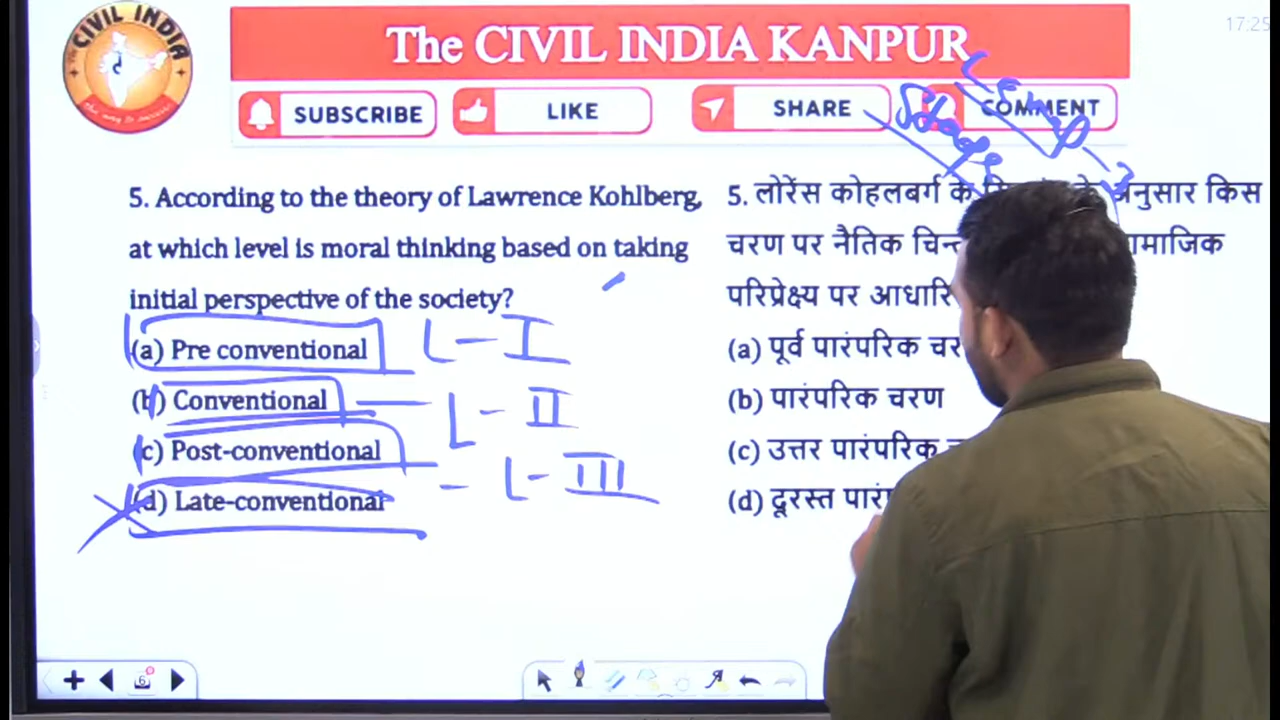 The CIVIL INDIA
The CIVIL INDIA KANPUR
17:25
SUBSCRIBE
LIKE
SHARE
COMMENT
5. According to the theory of Lawrence Kohlberg,
at which level is moral thinking based on taking
initial perspective of the society?
(a) Pre conventional L - I
(b) Conventional — L - II
(c) Post-conventional
(d) Late-conventional - L - III
5. लोरेंस कोहलबर्ग के अनुसार किस
चरण पर नैतिक
परिप्रेक्ष्य पर
(a) पूर्व पारंपरिक
(b) पारंपरिक चरण
(c) उत्तर पारंपरिक
(d) दूरस्त
6